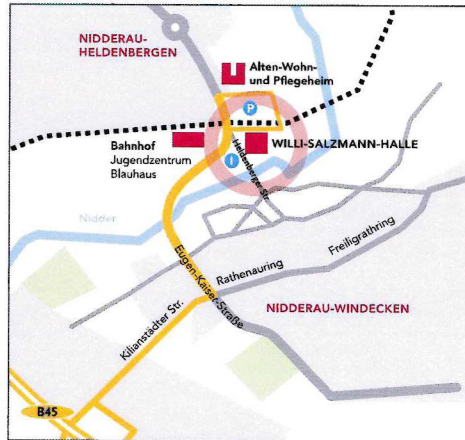 NIDDERAU-
HELDENBERGEN
Alten-Wohn-
und Pflegeheim
P
Bahnhof
Jugendzentrum
Blauhaus
WILLI-SALZMANN-HALLE
Heldenberger Str.
Nidder
Eugen-Kaiser-Straße
Rathenauring
Freiligrathring
NIDDERAU-WINDECKEN
Kilianstädter Str.
B45